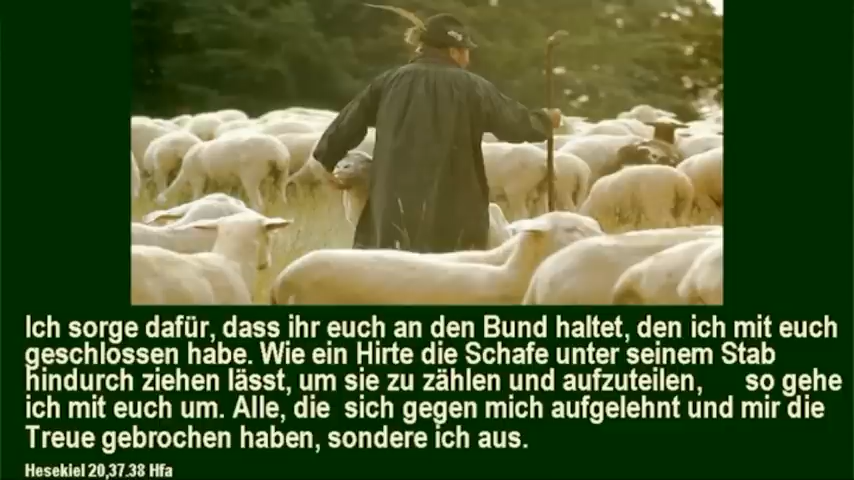 Ich sorge dafür, dass ihr euch an den Bund haltet, den ich mit euch
geschlossen habe. Wie ein Hirte die Schafe unter seinem Stab
hindurch ziehen lässt, um sie zu zählen und aufzuteilen, so gehe
ich mit euch um. Alle, die sich gegen mich aufgelehnt und mir die
Treue gebrochen haben, sondere ich aus.
Hesekiel 20,37.38 Hfa